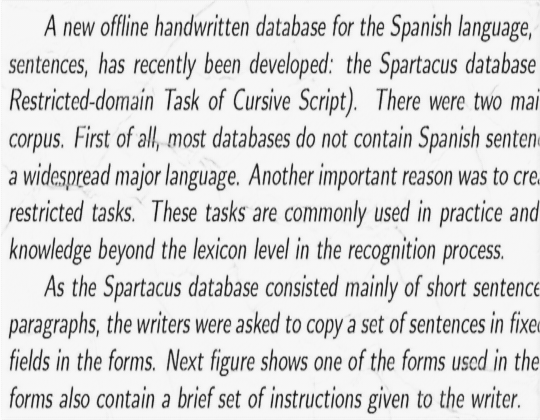 A new offline handwritten database for the Spanish language,
sentences, has recently been developed: the Spartacus database
Restricted-domain Task of Cursive Script). There were two
corpus. First of all, most databases do not contain Spanish
a widespread major language. Another important reason was to
restricted tasks. These tasks are commonly used in practice and
knowledge beyond the lexicon level in the recognition process.
As the Spartacus database consisted mainly of short
paragraphs, the writers were asked to copy a set of sentences in
fields in the forms. Next figure shows one of the forms used in the
forms also contain a brief set of instructions given to the writer.